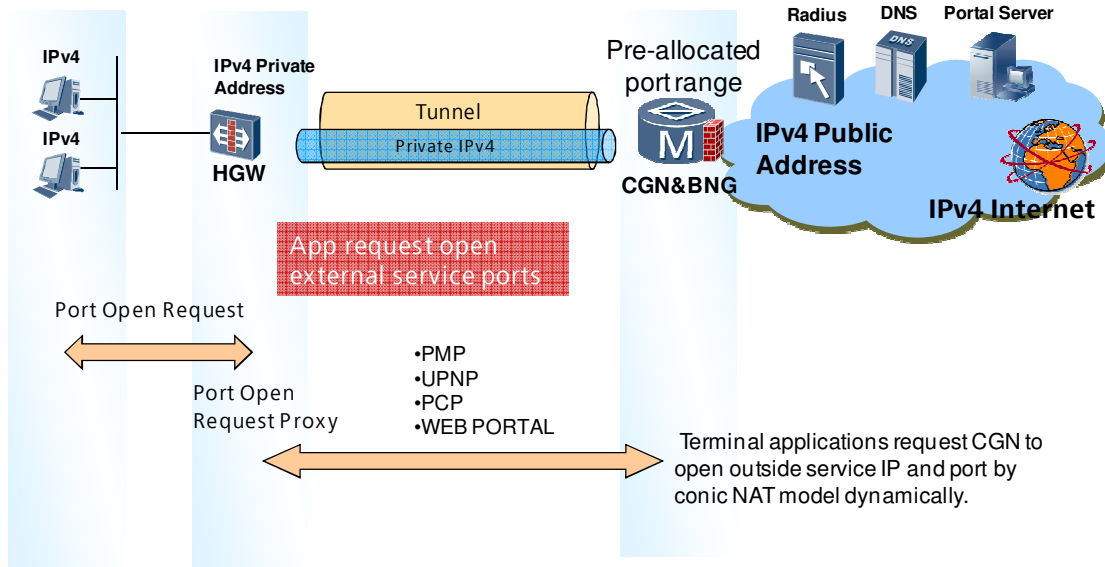 Radius
DNS
Portal Server
IPv4
IPv4 Private
Address
Pre-allocated
port range
DNS
Tunnel
IPv4
Private IPv4
M
IPv4 Public
Address
HGW
CGN&BNG
IPv4 Internet
App request open
external service ports
Port Open Request
•PMP
•UPNP
•PCP
•WEB PORTAL
Port Open
Request Proxy
Terminal applications request CGN to
open outside service IP and port by
conic NAT model dynamically.